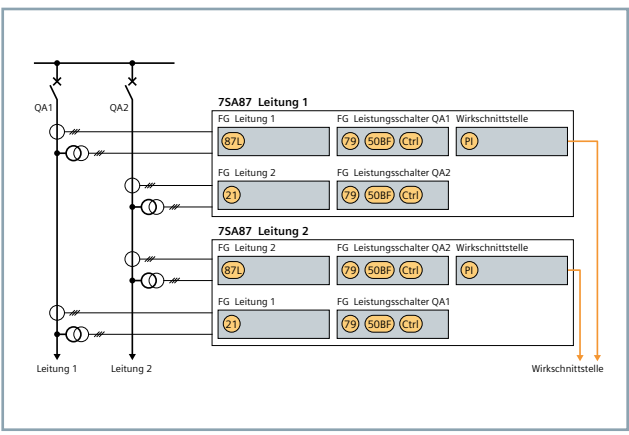 QA1
QA2
7SA87 Leitung 1
FG Leitung 1
FG Leistungsschalter QA1
Wirkschnittstelle
87L
79
50BF
Ctrl
PI
FG Leitung 2
FG Leistungsschalter QA2
21
79
50BF
Ctrl
7SA87 Leitung 2
FG Leitung 2
FG Leistungsschalter QA2
Wirkschnittstelle
87L
79
50BF
Ctrl
PI
FG Leitung 1
FG Leistungsschalter QA1
21
79
50BF
Ctrl
Leitung 1
Leitung 2
Wirkschnittstelle